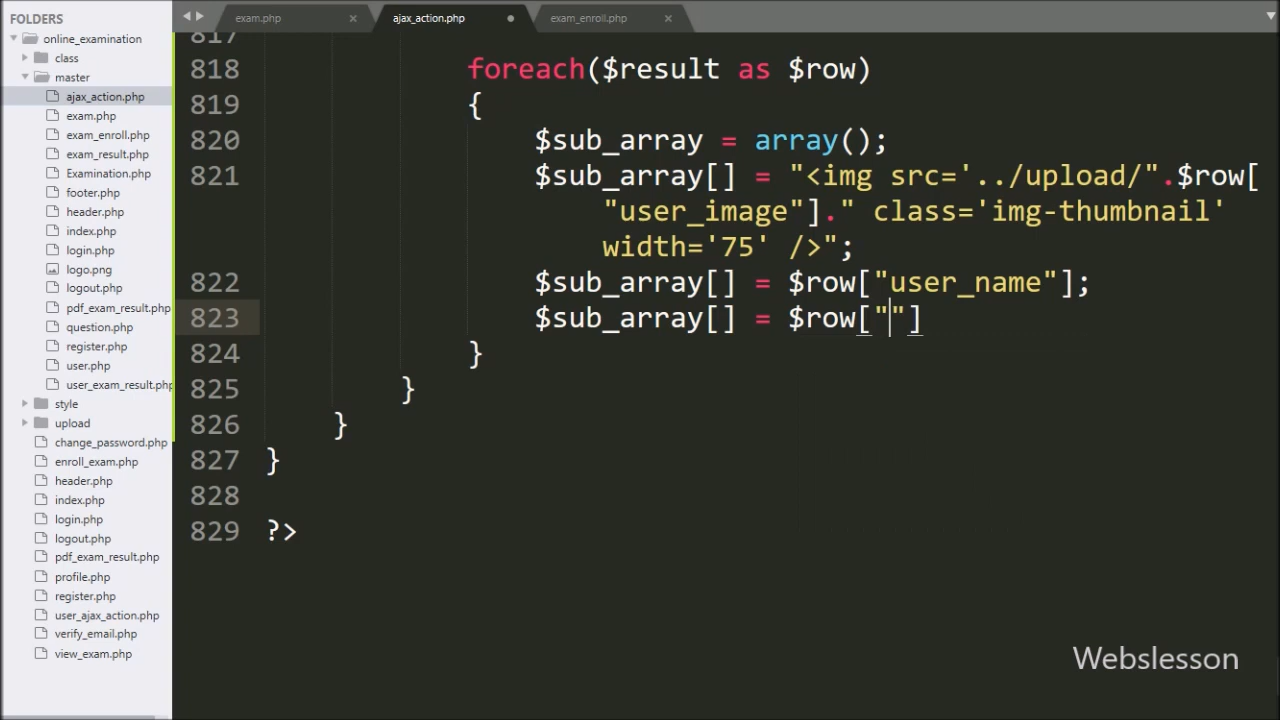 FOLDERS
online_examination
class
master
ajax_action.php
exam.php
exam_enroll.php
exam_result.php
Examination.php
footer.php
header.php
index.php
login.php
logo.png
logout.php
pdf_exam_result.php
question.php
register.php
user.php
user_exam_result.php
style
upload
change_password.php
enroll_exam.php
header.php
index.php
login.php
logout.php
pdf_exam_result.php
profile.php
register.php
user_ajax_action.php
verify_email.php
view_exam.php
exam.php × ajax_action.php exam_enroll.php ×
817
818 foreach($result as $row)
819 {
820 $sub_array = array();
821 $sub_array[] = "<img src='../upload/".$row[
"user_image"]." class='img-thumbnail'
width='75' />";
822 $sub_array[] = $row["user_name"];
823 $sub_array[] = $row[""]
824 }
825 }
826 }
827 }
828
829 ?>
Webslesson